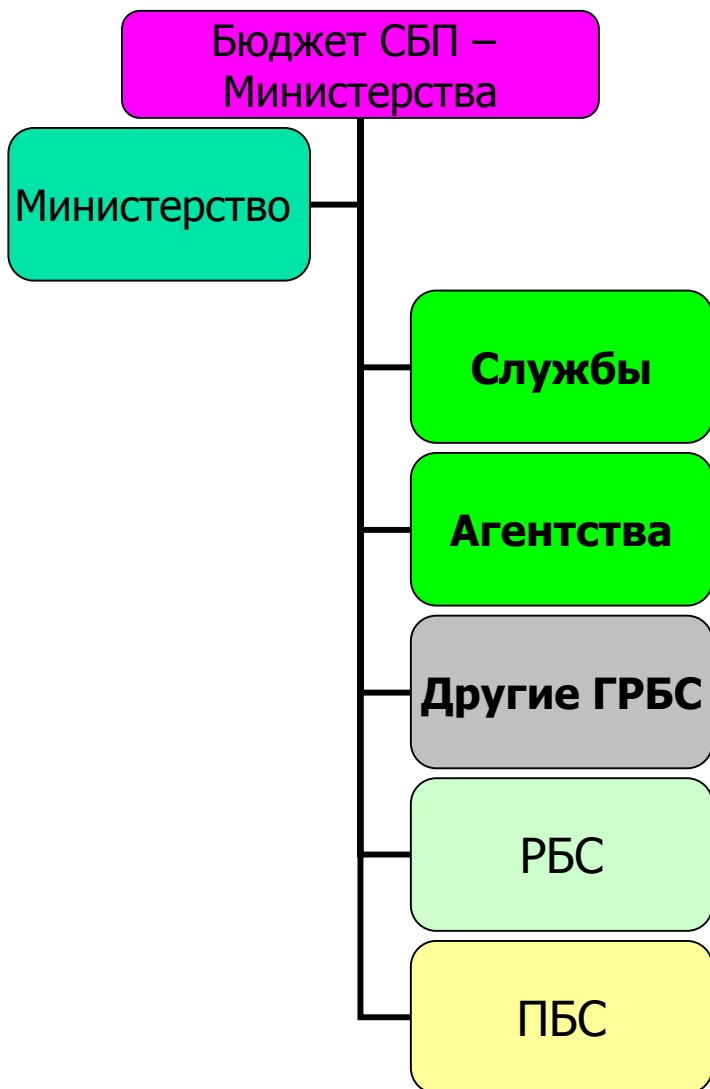 Бюджет СБП –
Министерства
Министерство
Службы
Агентства
Другие ГРБС
РБС
ПБС